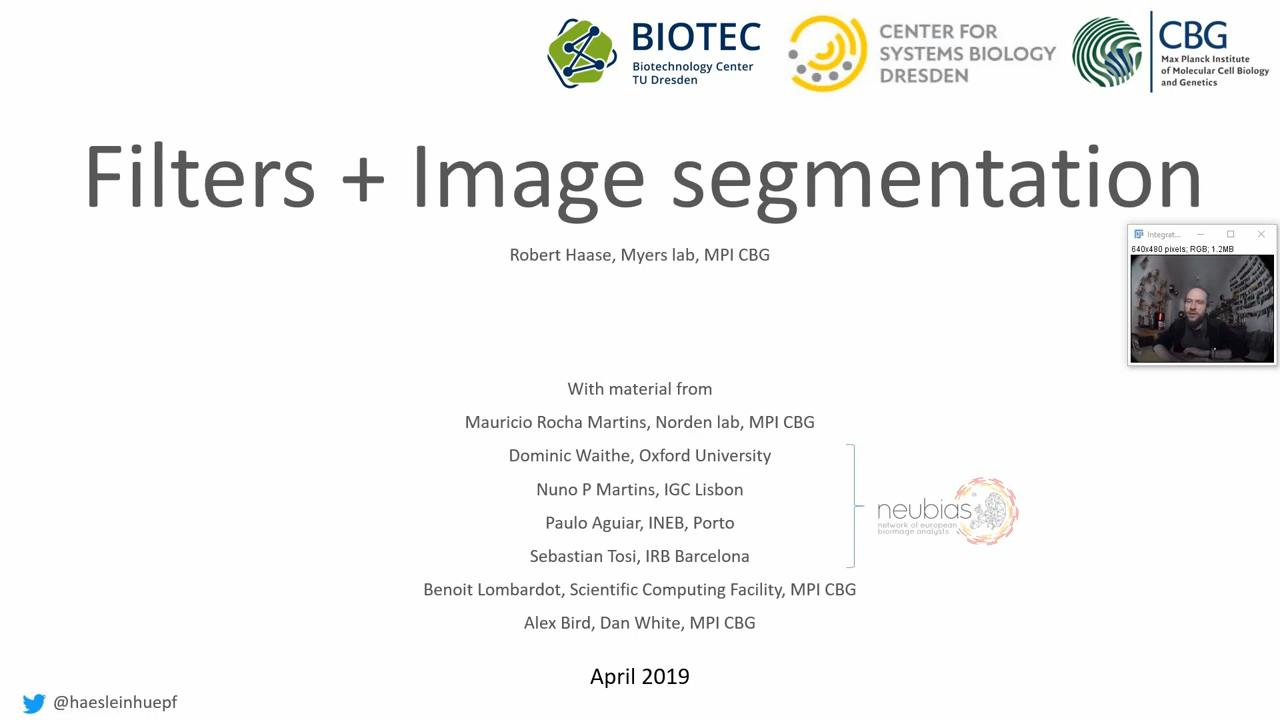 BIOTEC
Biotechnology Center
TU Dresden
CENTER FOR
SYSTEMS BIOLOGY
DRESDEN
CBG
Max Planck Institute
of Molecular Cell Biology
and Genetics
Filters + Image segmentation
Robert Haase, Myers lab, MPI CBG
Integrat...
640x480 pixels; RGB; 1.2MB
With material from
Mauricio Rocha Martins, Norden lab, MPI CBG
Dominic Waithe, Oxford University
Nuno P Martins, IGC Lisbon
Paulo Aguiar, INEB, Porto
Sebastian Tosi, IRB Barcelona
neubias
network of european
bioimage analysts
Benoit Lombardot, Scientific Computing Facility, MPI CBG
Alex Bird, Dan White, MPI CBG
April 2019
@haesleinhuepf